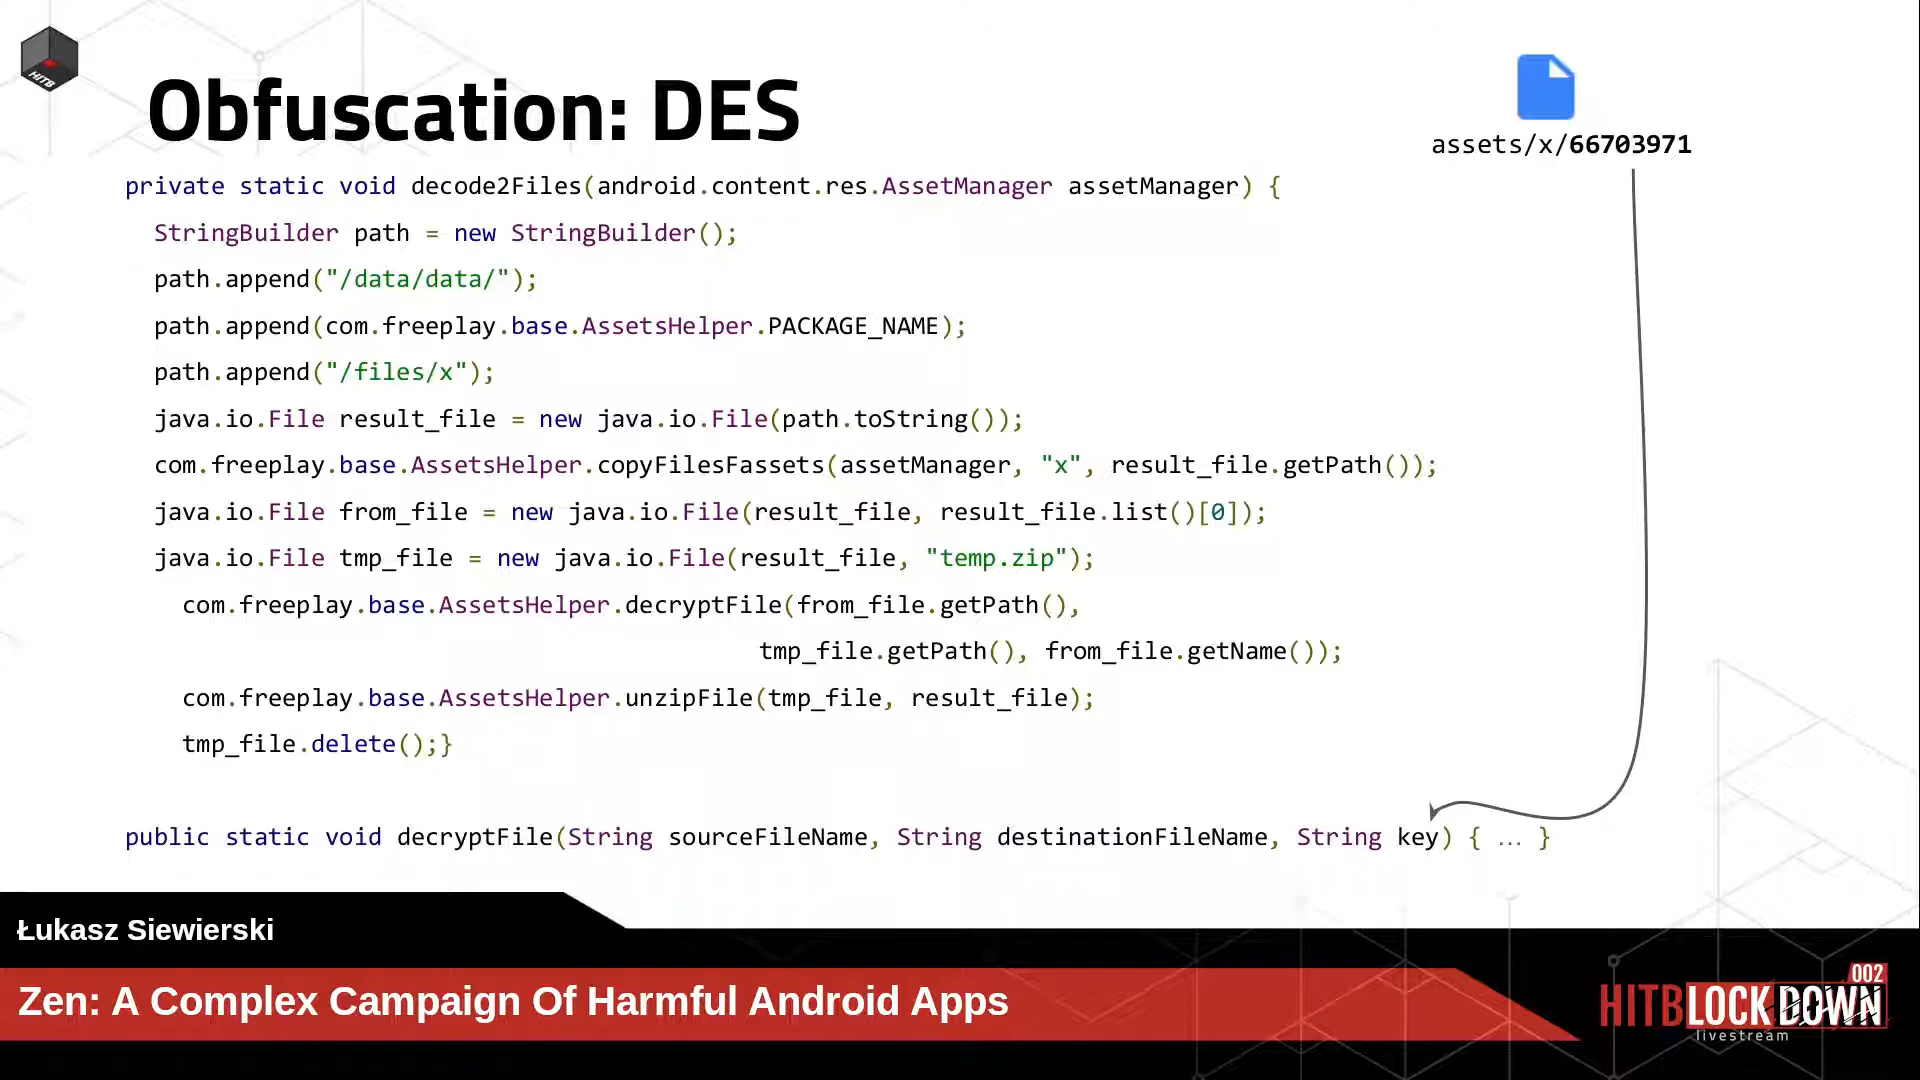 HITB
Obfuscation: DES
assets/x/66703971
private static void decode2Files(android.content.res.AssetManager assetManager) {
StringBuilder path = new StringBuilder();
path.append("/data/data/");
path.append(com.freeplay.base.AssetsHelper.PACKAGE_NAME);
path.append("/files/x");
java.io.File result_file = new java.io.File(path.toString());
com.freeplay.base.AssetsHelper.copyFilesFassets(assetManager, "x", result_file.getPath());
java.io.File from_file = new java.io.File(result_file, result_file.list()[0]);
java.io.File tmp_file = new java.io.File(result_file, "temp.zip");
com.freeplay.base.AssetsHelper.decryptFile(from_file.getPath(),
tmp_file.getPath(), from_file.getName());
com.freeplay.base.AssetsHelper.unzipFile(tmp_file, result_file);
tmp_file.delete();}
public static void decryptFile(String sourceFileName, String destinationFileName, String key) { … }
Łukasz Siewierski
Zen: A Complex Campaign Of Harmful Android Apps
002
HITBLOCKDOWN
livestream